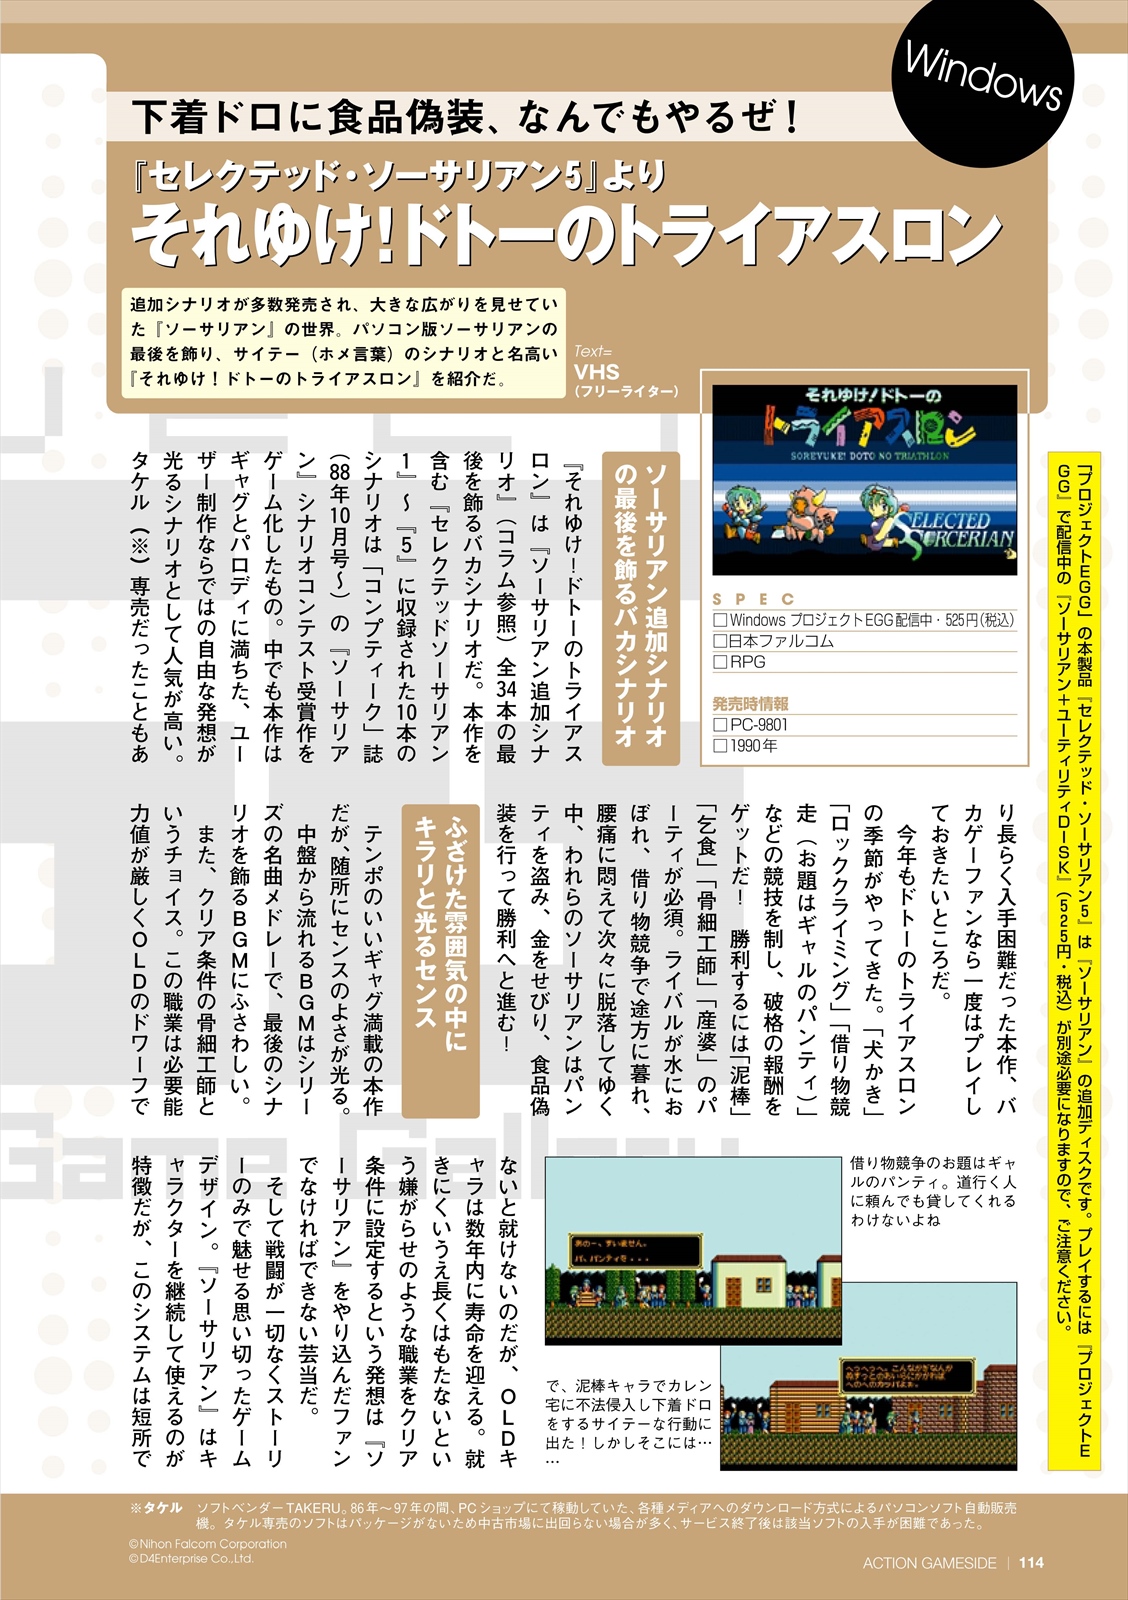 Windows
下着ドロに食品偽装、なんでもやるぜ！
『セレクテッド・ソーサリアン5』より
それゆけ！ドトーのトライアスロン
追加シナリオが多数発売され、大きな広がりを見せてい
た『ソーサリアン』の世界。パソコン版ソーサリアンの
最後を飾り、サイテー（ホメ言葉）のシナリオと名高い
『それゆけ！ドトーのトライアスロン』を紹介だ。
Text=
VHS
（フリーライター）
それゆけ！ドトーの
トライアスロン
SOREYUKE! DOTO NO TRIATHLON
SELECTED
SORCERIAN
SPEC
□Windows プロジェクトEGG配信中・525円（税込）
□日本ファルコム
□RPG
発売時情報
□PC-9801
□1990年
『プロジェクトEGG』の本製品『セレクテッド・ソーサリアン5』は『ソーサリアン』の追加ディスクです。プレイするには『プロジェクトE
GG』で配信中の『ソーサリアン＋ユーティリティDISK』（525円・税込）が別途必要になりますので、ご注意ください。
ソーサリアン追加シナリオ
の最後を飾るバカシナリオ
『それゆけ！ドトーのトライアス
ロン』は『ソーサリアン追加シナ
リオ』（コラム参照）全34本の最
後を飾るバカシナリオだ。本作を
含む『セレクテッドソーサリアン
1』～『5』に収録された10本の
シナリオは「コンプティーク」誌
（88年10月号～）の『ソーサリア
ン』シナリオコンテスト受賞作を
ゲーム化したもの。中でも本作は
ギャグとパロディに満ちた、ユー
ザー制作ならではの自由な発想が
光るシナリオとして人気が高い。
タケル（※）専売だったこともあ
り長らく入手困難だった本作、バ
カゲーファンなら一度はプレイし
ておきたいところだ。
今年もドトーのトライアスロン
の季節がやってきた。「犬かき」
「ロッククライミング」「借り物競
走（お題はギャルのパンティ）」
などの競技を制し、破格の報酬を
ゲットだ！　勝利するには「泥棒」
「乞食」「骨細工師」「産婆」のパ
ーティが必須。ライバルが水にお
ぼれ、借り物競争で途方に暮れ、
腰痛に悶えて次々に脱落してゆく
中、われらのソーサリアンはパン
ティを盗み、金をせびり、食品偽
装を行って勝利へと進む！
ふざけた雰囲気の中に
キラリと光るセンス
テンポのいいギャグ満載の本作
だが、随所にセンスのよさが光る。
中盤から流れるBGMはシリー
ズの名曲メドレーで、最後のシナ
リオを飾るBGMにふさわしい。
また、クリア条件の骨細工師と
いうチョイス。この職業は必要能
力値が厳しくOLDのドワーフで
ないと就けないのだが、OLDキ
ャラは数年内に寿命を迎える。就
きにくいうえ長くはもたないとい
う嫌がらせのような職業をクリア
条件に設定するという発想は『ソ
ーサリアン』をやり込んだファン
でなければできない芸当だ。
そして戦闘が一切なくストーリ
ーのみで魅せる思い切ったゲーム
デザイン。『ソーサリアン』はキ
ャラクターを継続して使えるのが
特徴だが、このシステムは短所で
借り物競争のお題はギャ
ルのパンティ。道行く人
に頼んでも貸してくれる
わけないよね
あのー、すいません。
パ、パンティを・・・
へっへっへ。こんなかぎなんか
ぬすっとのあいらにかかれば
へのへのカッパよォ。
で、泥棒キャラでカレン
宅に不法侵入し下着ドロ
をするサイテーな行動に
出た！しかしそこには…
…
Game Gallery
※タケル　ソフトベンダーTAKERU。86年～97年の間、PCショップにて稼動していた、各種メディアへのダウンロード方式によるパソコンソフト自動販売
機。タケル専売のソフトはパッケージがないため中古市場に出回らない場合が多く、サービス終了後は該当ソフトの入手が困難であった。
©Nihon Falcom Corporation
©D4Enterprise Co.,Ltd.
ACTION GAMESIDE | 114